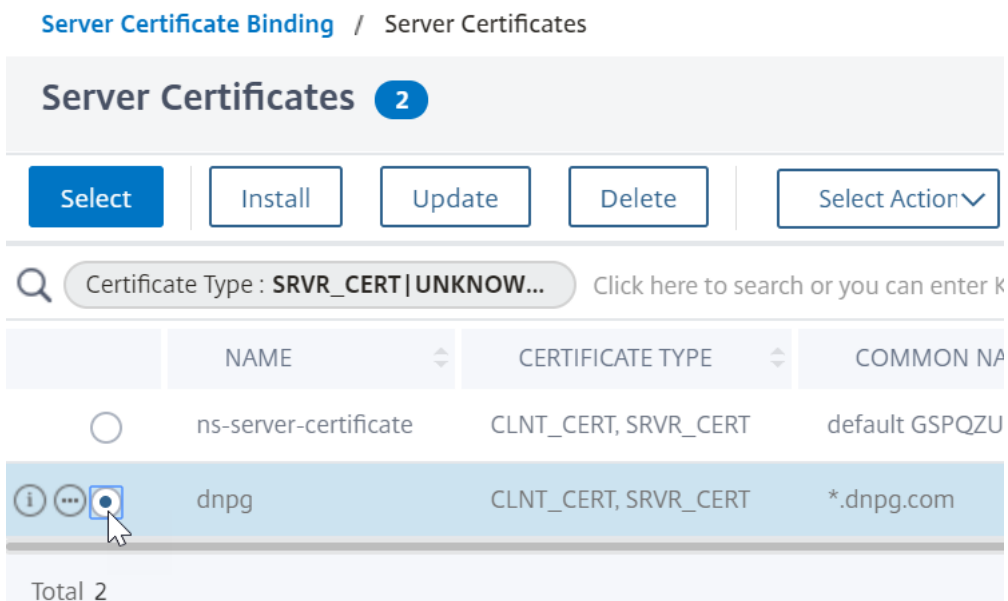 Server Certificate Binding / Server Certificates
Server Certificates 2
Select Install Update Delete Select Action
Certificate Type : SRVR_CERT|UNKNOW... Click here to search or you can enter K
NAME CERTIFICATE TYPE COMMON NA
ns-server-certificate CLNT_CERT, SRVR_CERT default GSPQZU
dnpg CLNT_CERT, SRVR_CERT *.dnpg.com
Total 2